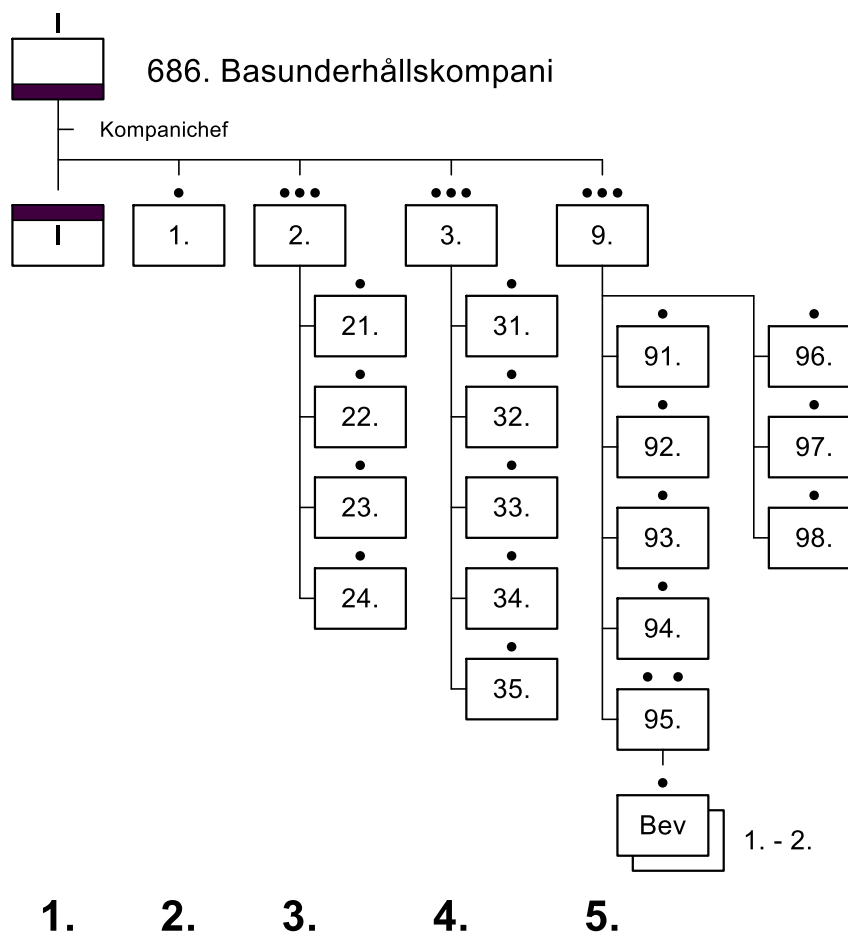 I
686. Basunderhållskompani
Kompanichef
I 1. 2. 3. 9.
21. 31.
91. 96.
22. 32.
92. 97.
23. 33.
93. 98.
24. 34.
94.
35.
95.
Bev
1. - 2.
1. 2. 3. 4. 5.